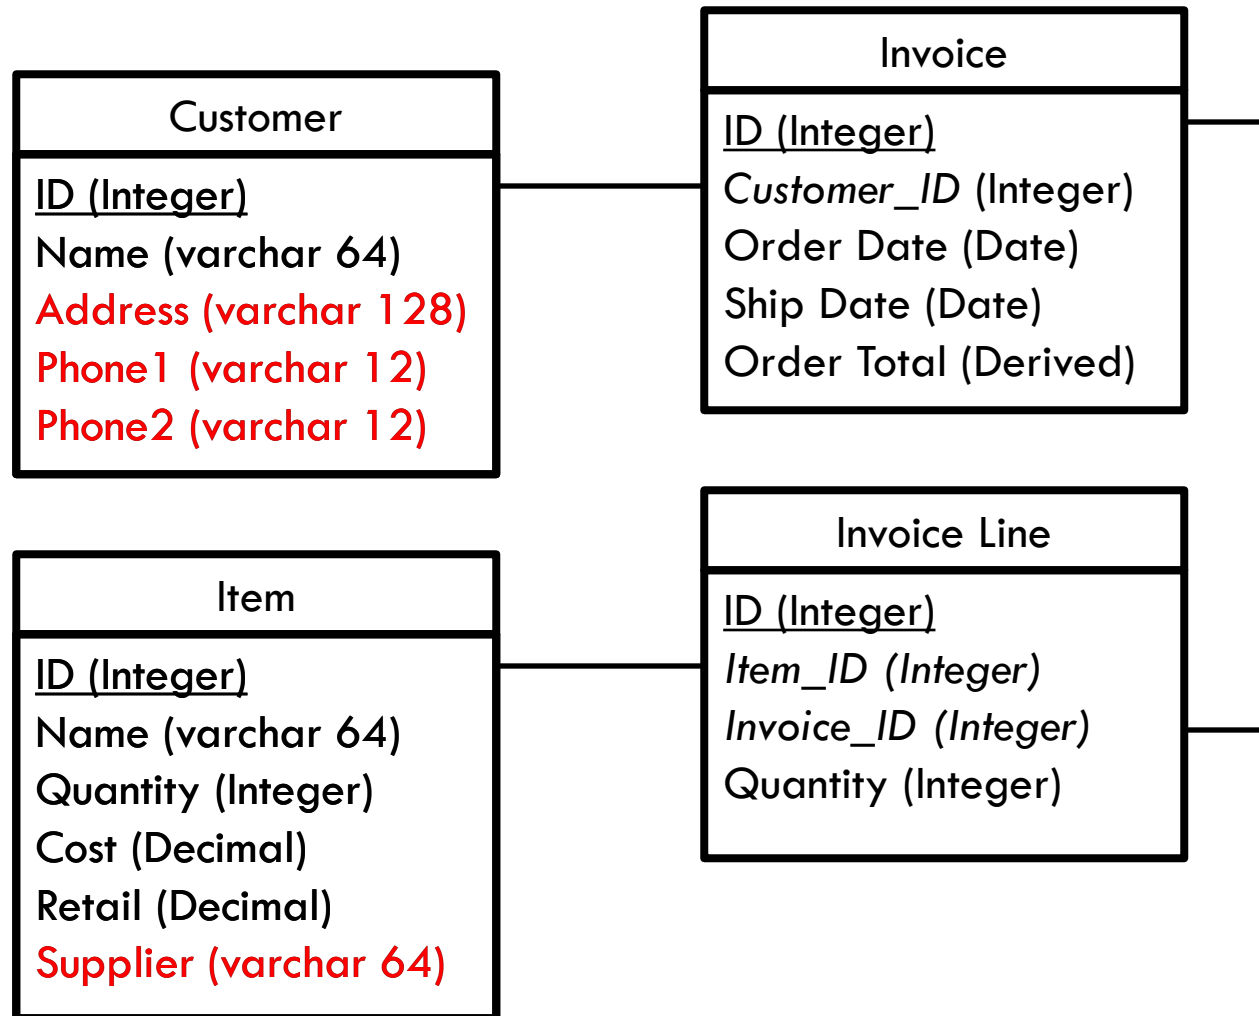 Customer
ID (Integer)
Name (varchar 64)
Address (varchar 128)
Phone1 (varchar 12)
Phone2 (varchar 12)
Invoice
ID (Integer)
Customer_ID (Integer)
Order Date (Date)
Ship Date (Date)
Order Total (Derived)
Item
ID (Integer)
Name (varchar 64)
Quantity (Integer)
Cost (Decimal)
Retail (Decimal)
Supplier (varchar 64)
Invoice Line
ID (Integer)
Item_ID (Integer)
Invoice_ID (Integer)
Quantity (Integer)